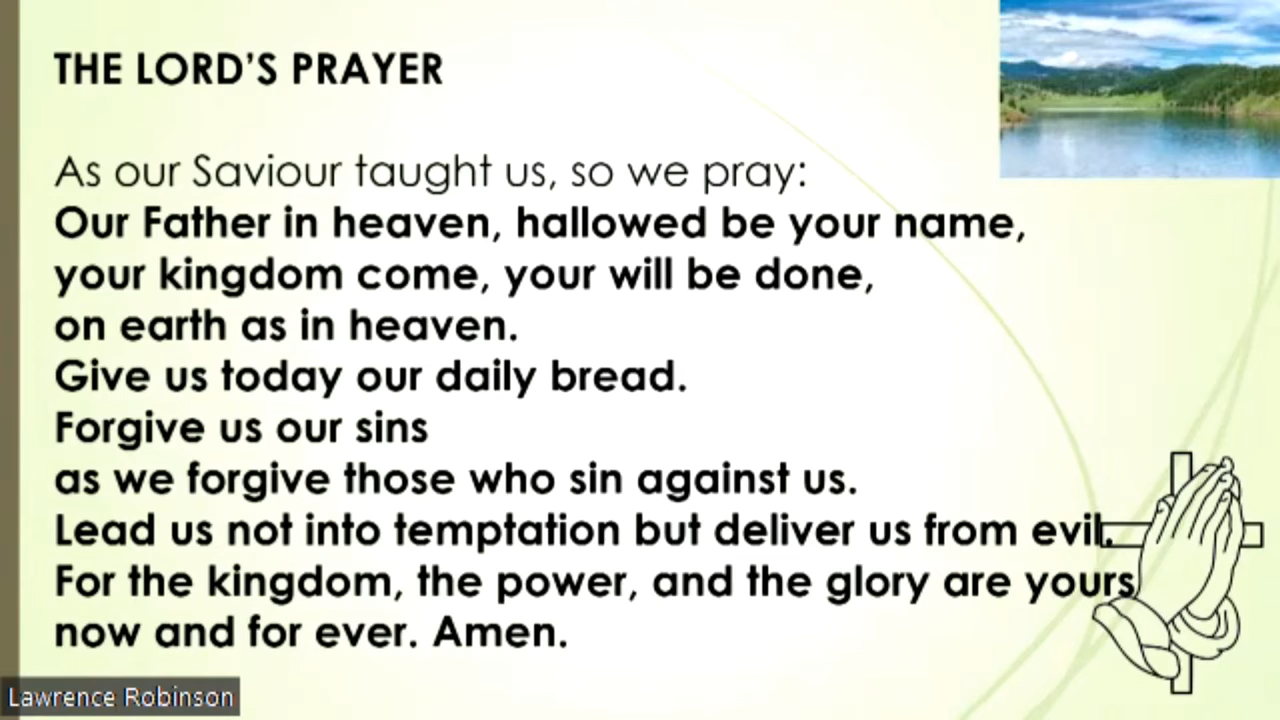 THE LORD’S PRAYER
As our Saviour taught us, so we pray:
Our Father in heaven, hallowed be your name,
your kingdom come, your will be done,
on earth as in heaven.
Give us today our daily bread.
Forgive us our sins
as we forgive those who sin against us.
Lead us not into temptation but deliver us from evil.
For the kingdom, the power, and the glory are yours
now and for ever. Amen.
Lawrence Robinson